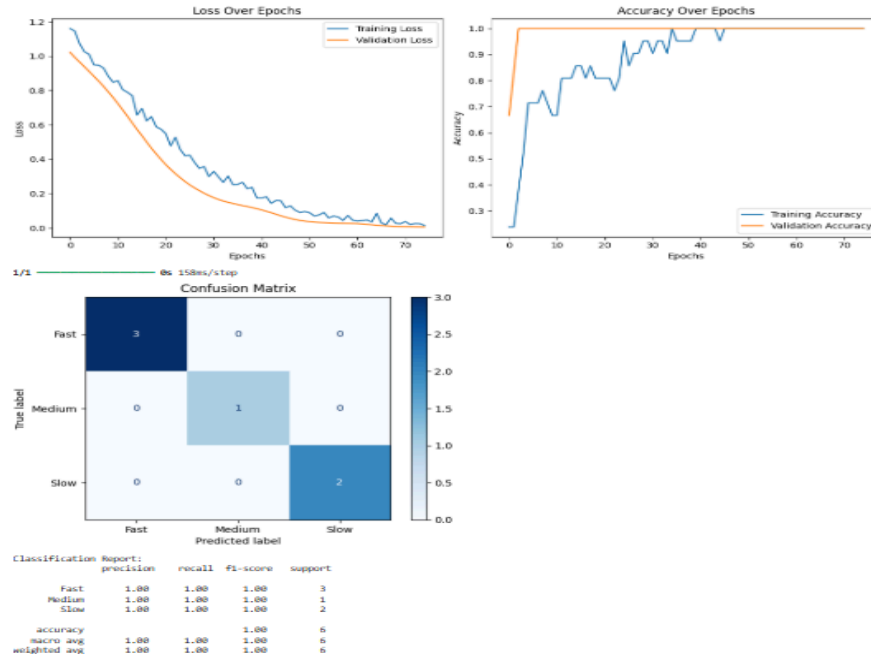 Loss Over Epochs
1.2
1.0
0.8
0.6
0.4
0.2
0.0
Loss
Training Loss
Validation Loss
0 10 20 30 40 50 60 70
Epochs
Accuracy Over Epochs
1.0
0.9
0.8
0.7
0.6
0.5
0.4
0.3
Accuracy
Training Accuracy
Validation Accuracy
0 10 20 30 40 50 60 70
Epochs
1/1 0s 158ms/step
Confusion Matrix
True label
Fast 3 0 0
Medium 0 1 0
Slow 0 0 2
Fast Medium Slow
Predicted label
3.0
2.5
2.0
1.5
1.0
0.5
0.0
Classification Report:
precision recall f1-score support
Fast 1.00 1.00 1.00 3
Medium 1.00 1.00 1.00 1
Slow 1.00 1.00 1.00 2
accuracy 1.00 6
macro avg 1.00 1.00 1.00 6
weighted avg 1.00 1.00 1.00 6